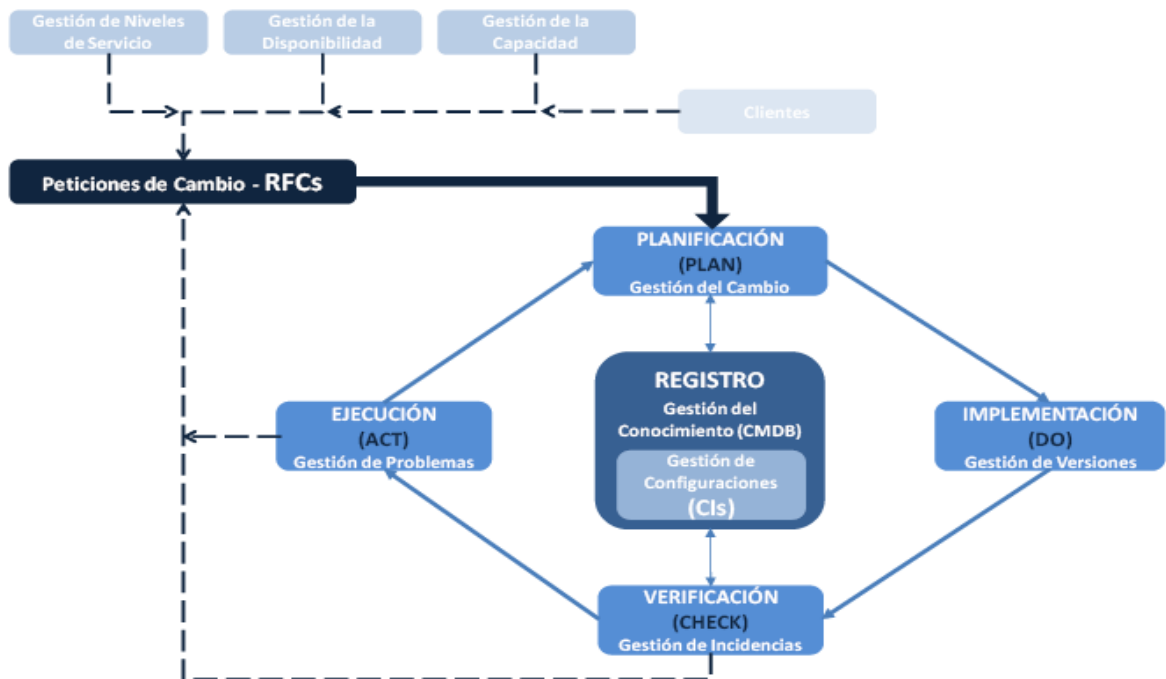 Gestión de Niveles
de Servicio
Gestión de la
Disponibilidad
Gestión de la
Capacidad
Clientes
Peticiones de Cambio - RFCs
PLANIFICACIÓN
(PLAN)
Gestión del Cambio
REGISTRO
Gestión del
Conocimiento (CMDB)
Gestión de
Configuraciones
(CIs)
EJECUCIÓN
(ACT)
Gestión de Problemas
IMPLEMENTACIÓN
(DO)
Gestión de Versiones
VERIFICACIÓN
(CHECK)
Gestión de Incidencias